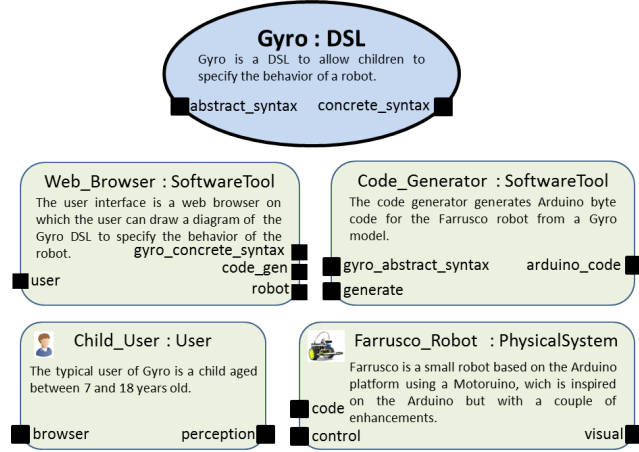 Gyro : DSL
Gyro is a DSL to allow children to
specify the behavior of a robot.
abstract_syntax concrete_syntax
Web_Browser : SoftwareTool
The user interface is a web browser on
which the user can draw a diagram of the
Gyro DSL to specify the behavior of the
robot.
gyro_concrete_syntax
code_gen
user
robot
Code_Generator : SoftwareTool
The code generator generates Arduino byte
code for the Farrusco robot from a Gyro
model.
gyro_abstract_syntax arduino_code
generate
Child_User : User
The typical user of Gyro is a child aged
between 7 and 18 years old.
browser perception
Farrusco_Robot : PhysicalSystem
Farrusco is a small robot based on the Arduino
platform using a Motoruino, wich is inspired
on the Arduino but with a couple of
enhancements.
code
control visual